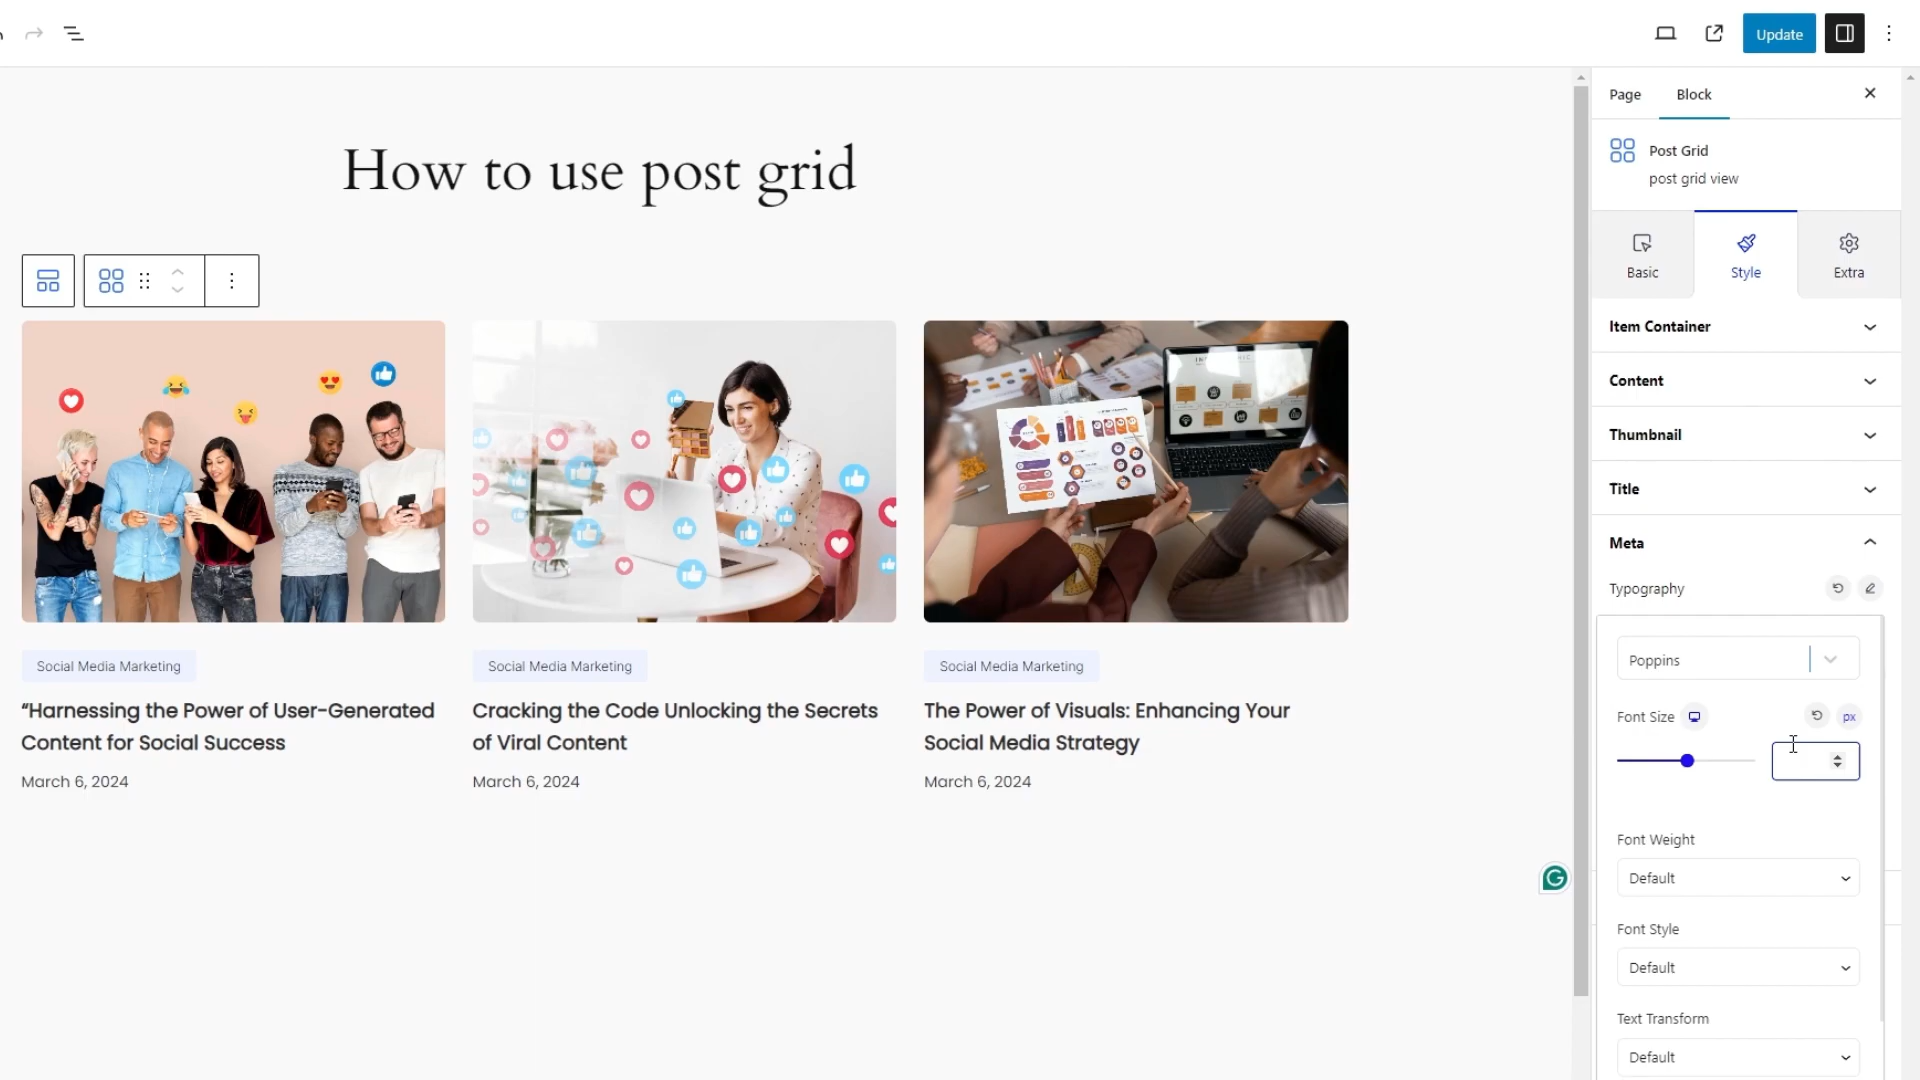 Update
Page
Block
Post Grid
post grid view
Basic
Style
Extra
How to use post grid
Item Container
Content
Thumbnail
Title
Meta
Typography
Poppins
Font Size
px
Font Weight
Default
Font Style
Default
Text Transform
Default
Social Media Marketing
“Harnessing the Power of User-Generated
Content for Social Success
March 6, 2024
Social Media Marketing
Cracking the Code Unlocking the Secrets
of Viral Content
March 6, 2024
Social Media Marketing
The Power of Visuals: Enhancing Your
Social Media Strategy
March 6, 2024